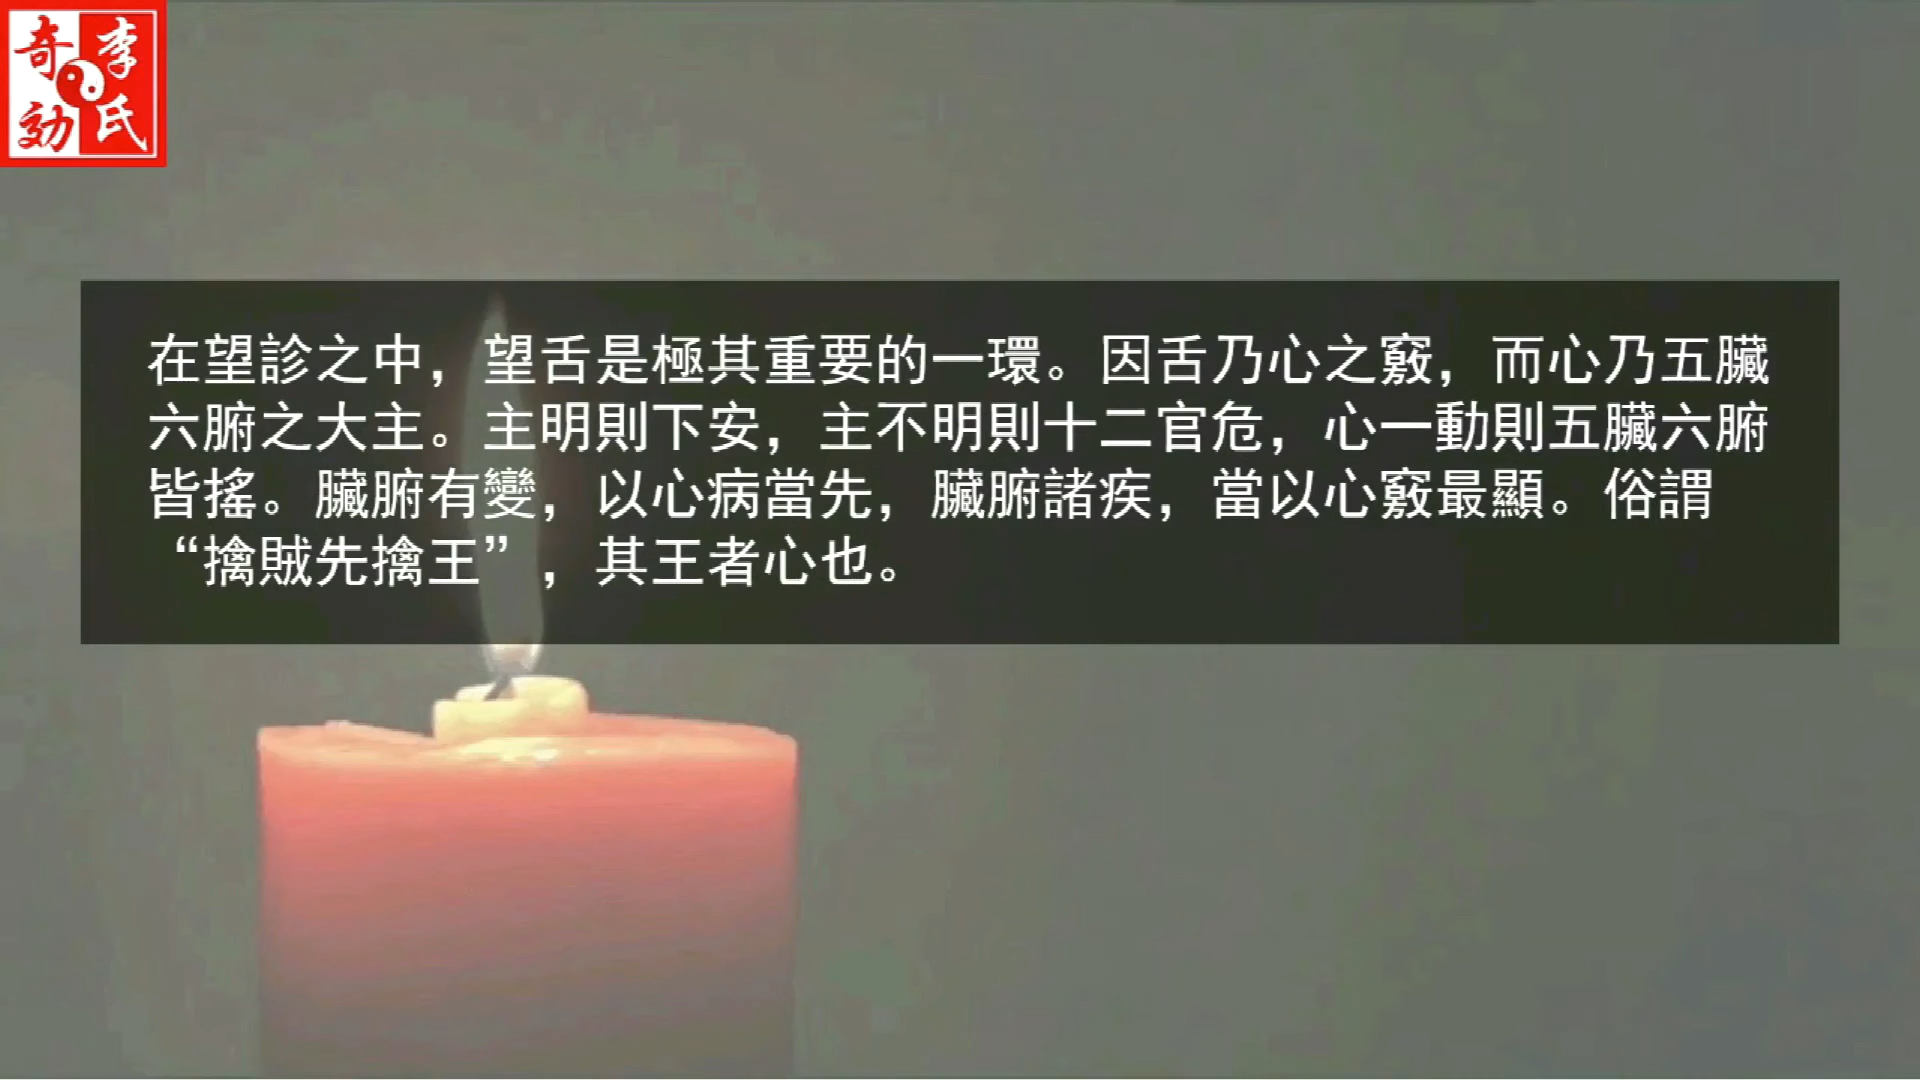 李氏
奇効
在望診之中，望舌是極其重要的一環。因舌乃心之竅，而心乃五臟
六腑之大主。主明則下安，主不明則十二官危，心一動則五臟六腑
皆搖。臟腑有變，以心病當先，臟腑諸疾，當以心竅最顯。俗謂
“擒賊先擒王”，其王者心也。